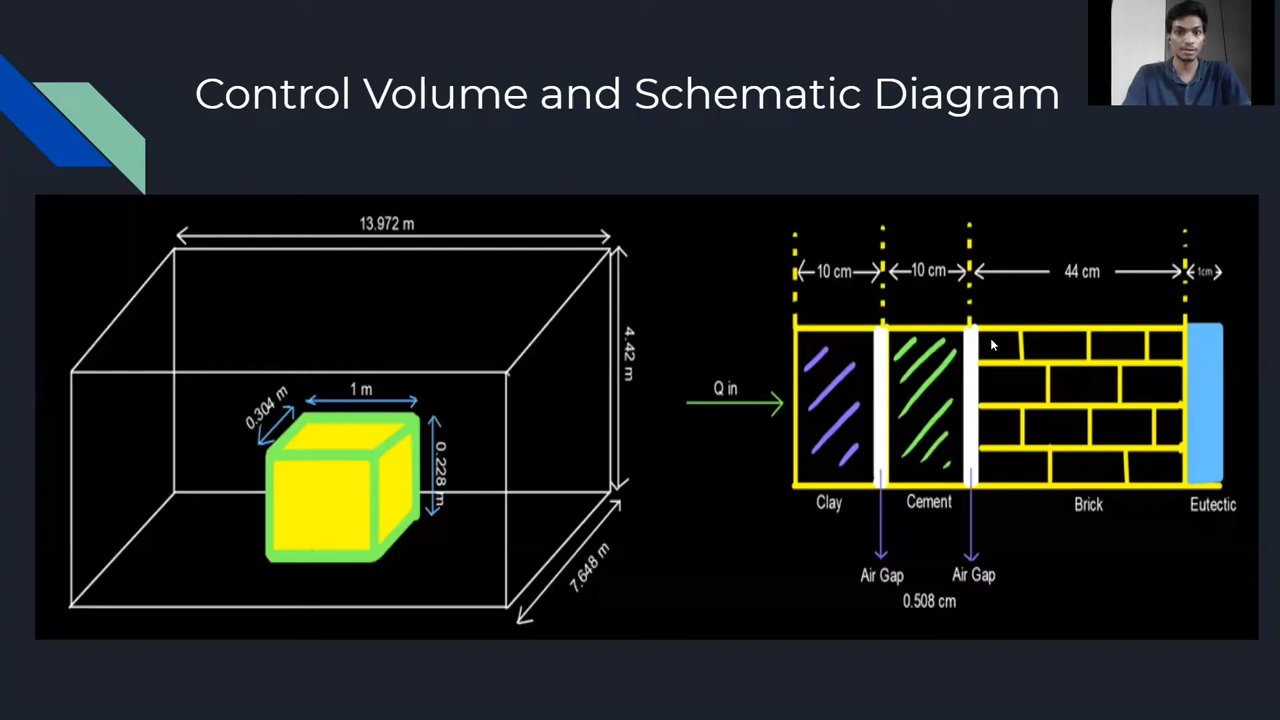 Control Volume and Schematic Diagram
13.972 m
4.42 m
7.648 m
0.304 m
1 m
0.228 m
Q in
10 cm
10 cm
44 cm
1cm
Clay
Cement
Brick
Eutectic
Air Gap
Air Gap
0.508 cm